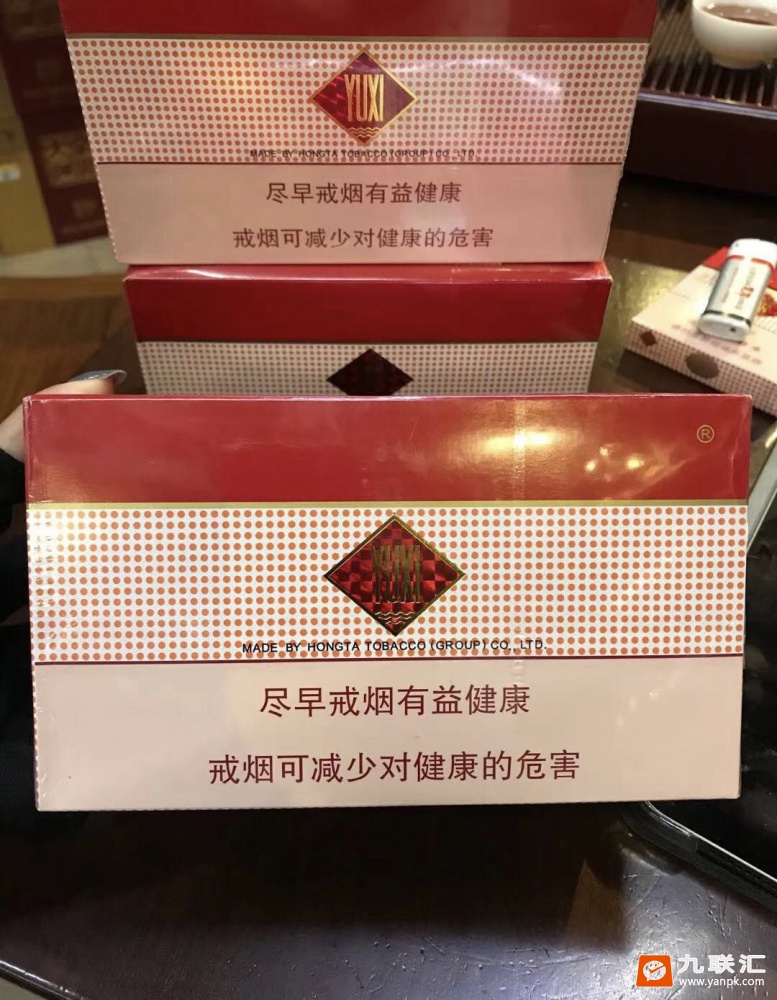 YUXI
MADE BY HONGTA TOBACCO (GROUP) CO., LTD.
尽早戒烟有益健康
戒烟可减少对健康的危害
®
YUXI
MADE BY HONGTA TOBACCO (GROUP) CO., LTD.
尽早戒烟有益健康
戒烟可减少对健康的危害
九联汇
www.yanpk.com